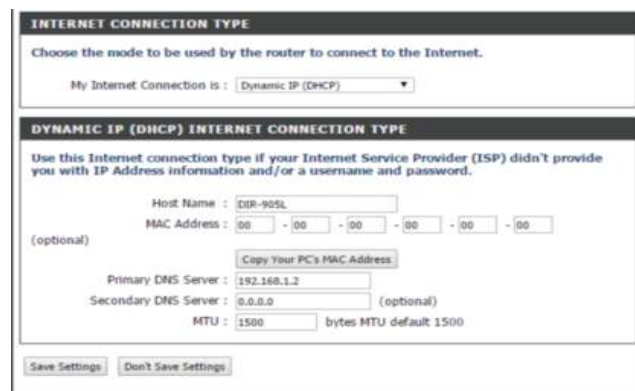 INTERNET CONNECTION TYPE
Choose the mode to be used by the router to connect to the Internet.
My Internet Connection is : Dynamic IP (DHCP)
DYNAMIC IP (DHCP) INTERNET CONNECTION TYPE
Use this Internet connection type if your Internet Service Provider (ISP) didn't provide
you with IP Address information and/or a username and password.
Host Name : DIR-905L
MAC Address : 00 - 00 - 00 - 00 - 00 - 00
(optional)
Copy Your PC's MAC Address
Primary DNS Server : 192.168.1.2
Secondary DNS Server : 0.0.0.0 (optional)
MTU : 1500 bytes MTU default 1500
Save Settings Don't Save Settings